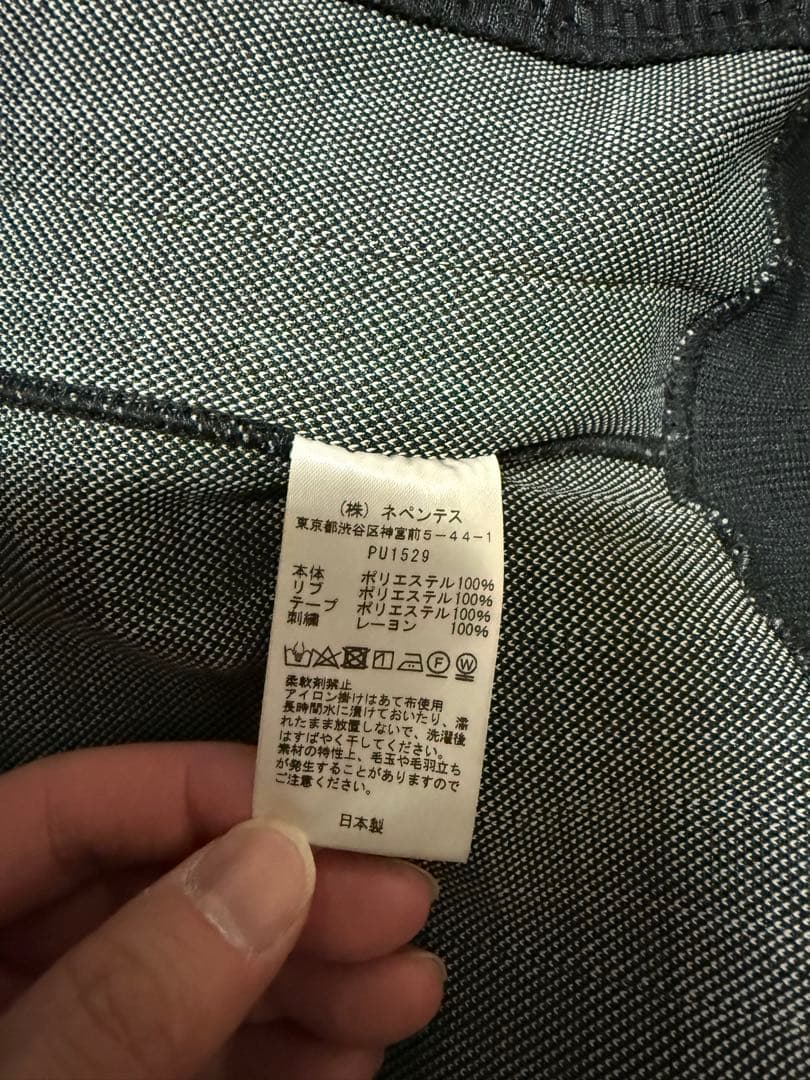 (株) ネペンテス
東京都渋谷区神宮前5-44-1
PU1529
本体 ポリエステル100%
リブ ポリエステル100%
テープ ポリエステル100%
刺繍 レーヨン 100%
F W
柔軟剤禁止
アイロン掛けはあて布使用
長時間水に漬けておいたり、濡
れたまま放置しないで、洗濯後
はすばやく干してください。
素材の特性上、毛玉や毛羽立ち
が発生することがありますので
ご注意ください。
日本製